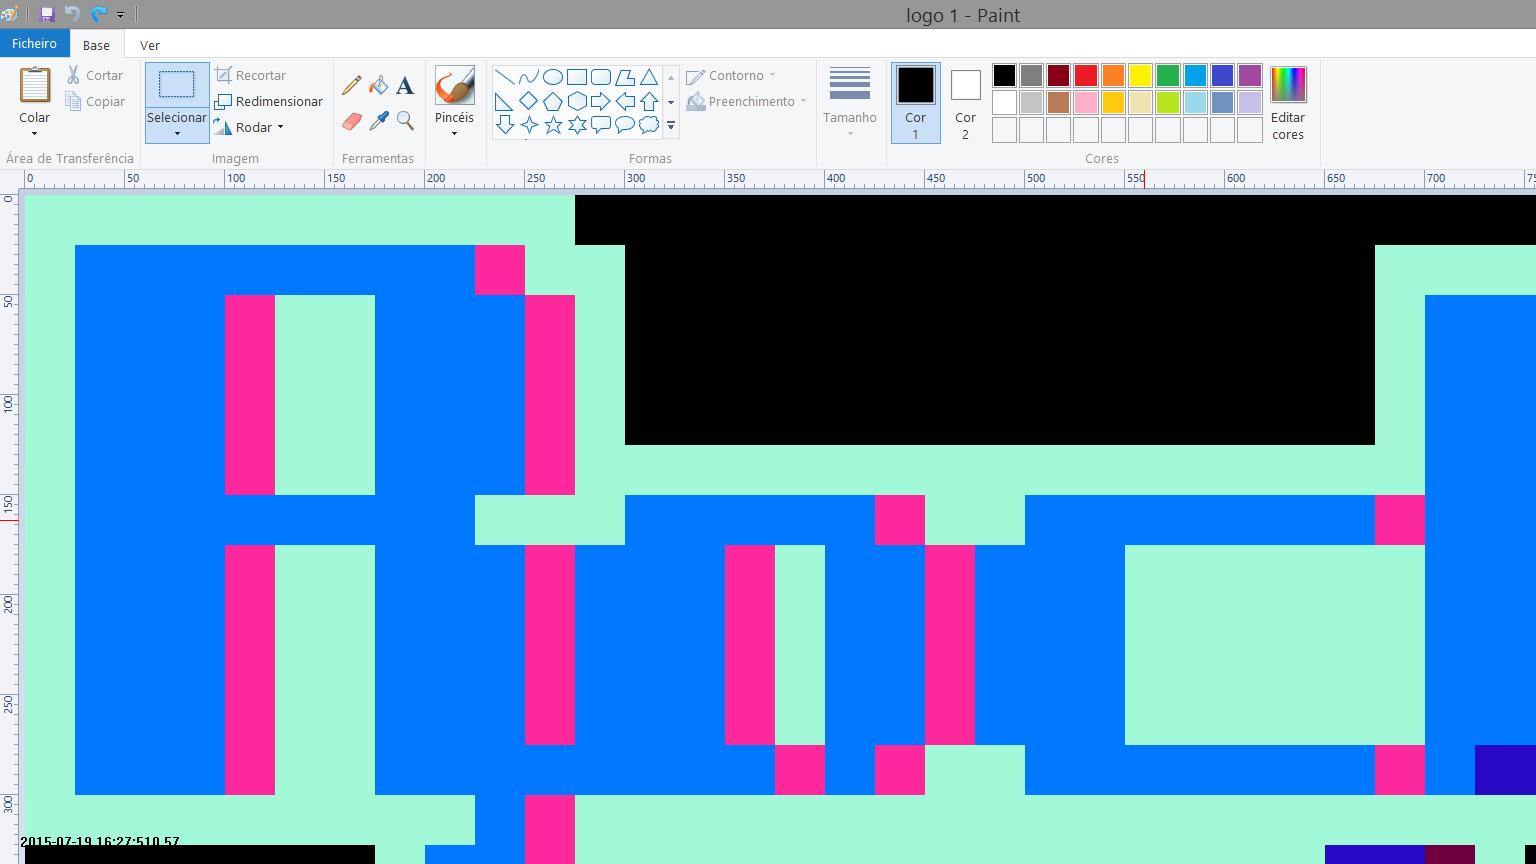 logo 1 - Paint
Ficheiro Base Ver
Colar
Cortar
Copiar
Área de Transferência
Selecionar
Recortar
Redimensionar
Rodar
Imagem
A
Ferramentas
Pincéis
Contorno
Preenchimento
Formas
Tamanho
Cor 1
Cor 2
Editar cores
Cores
0 50 100 150 200 250 300 350 400 450 500 550 600 650 700 75
0
50
100
150
200
250
300
2015-07-19 16:27:510.57